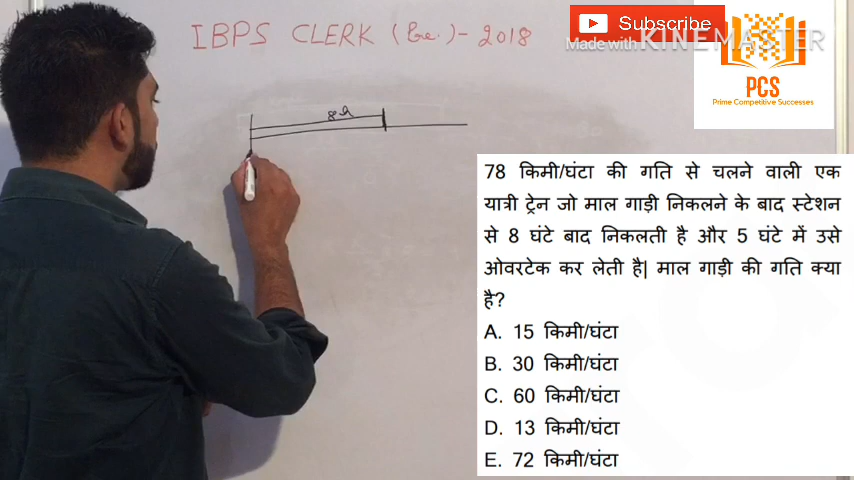 IBPS CLERK (Pre.) - 2018
Subscribe
Made with KINEMASTER
PCS
Prime Competitive Successes
8h
78 किमी/घंटा की गति से चलने वाली एक
यात्री ट्रेन जो माल गाड़ी निकलने के बाद स्टेशन
से 8 घंटे बाद निकलती है और 5 घंटे में उसे
ओवरटेक कर लेती है| माल गाड़ी की गति क्या
है?
A. 15 किमी/घंटा
B. 30 किमी/घंटा
C. 60 किमी/घंटा
D. 13 किमी/घंटा
E. 72 किमी/घंटा